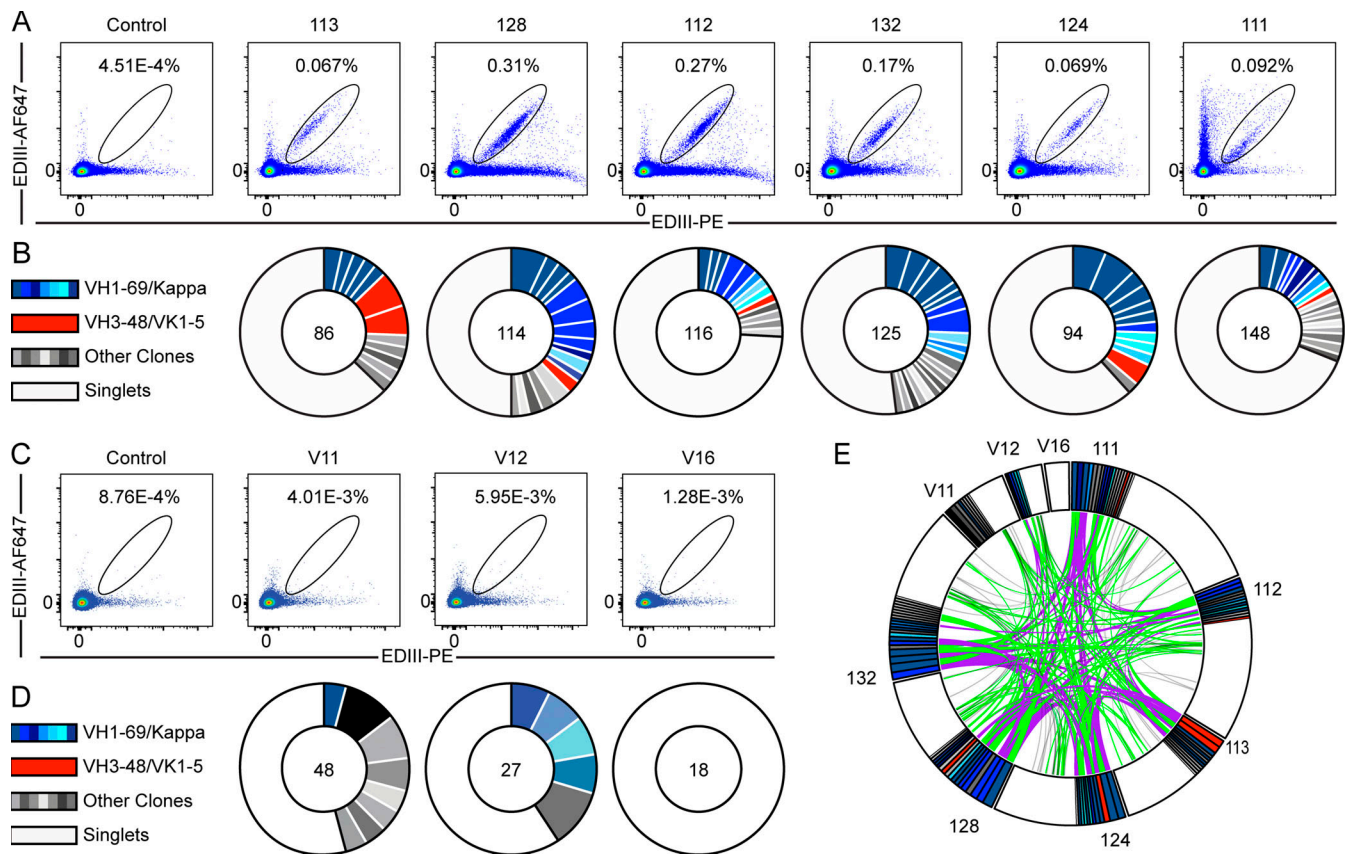 A
Control 113 128 112 132 124 111
4.51E-4% 0.067% 0.31% 0.27% 0.17% 0.069% 0.092%
EDIII-AF647
0 0 0 0 0 0 0
0 0 0 0 0 0 0
EDIII-PE
B
VH1-69/Kappa
VH3-48/VK1-5
Other Clones
Singlets
86 114 116 125 94 148
C
Control V11 V12 V16
8.76E-4% 4.01E-3% 5.95E-3% 1.28E-3%
EDIII-AF647
0 0 0 0
0 0 0 0
EDIII-PE
D
VH1-69/Kappa
VH3-48/VK1-5
Other Clones
Singlets
48 27 18
E
V11 V12 V16 111
112
113
124
128
132